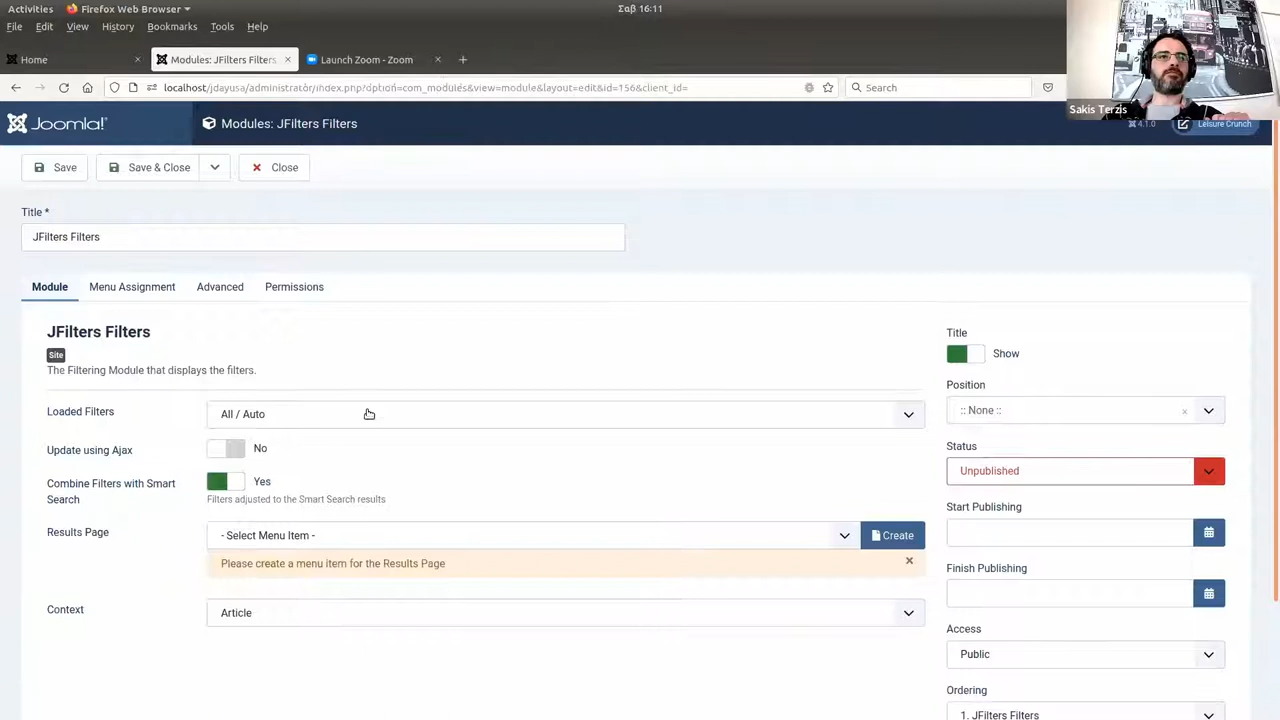 Activities Firefox Web Browser Σαβ 16:11
File Edit View History Bookmarks Tools Help
Home Modules: JFilters Filters Launch Zoom - Zoom
localhost/jdayusa/administrator/index.php?option=com_modules&view=module&layout=edit&id=156&client_id= Search
Sakis Terzis
Joomla! Modules: JFilters Filters 4.1.0 Leisure Crunch
Save Save & Close Close
Title *
JFilters Filters
Module Menu Assignment Advanced Permissions
JFilters Filters
Site
The Filtering Module that displays the filters.
Loaded Filters All / Auto
Update using Ajax No
Combine Filters with Smart Search Yes
Filters adjusted to the Smart Search results
Results Page - Select Menu Item - Create
Please create a menu item for the Results Page
Context Article
Title
Show
Position
:: None ::
Status
Unpublished
Start Publishing
Finish Publishing
Access
Public
Ordering
1. JFilters Filters